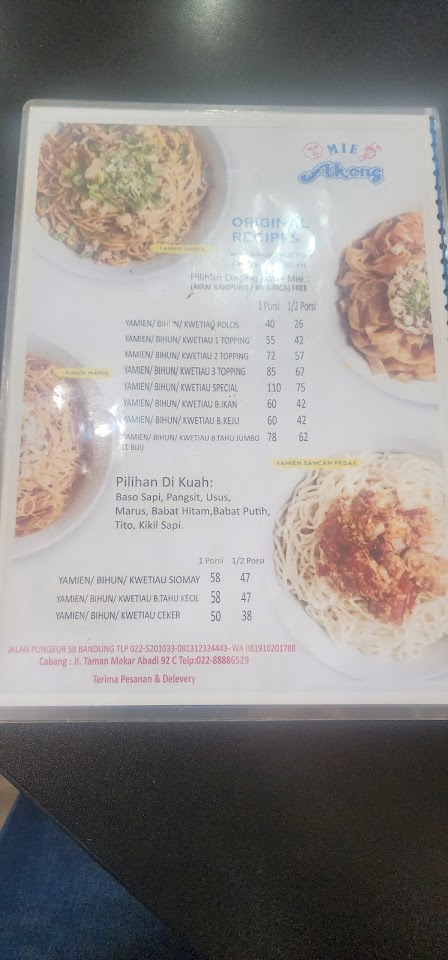 MIE
Akong
YAMIEN MANIS
ORIGINAL
RECIPES
Pilihan Daging Mie :
(AYAM KAMPUNG / RICA-RICA) FREE
1 Porsi 1/2 Porsi
YAMIEN/ BIHUN/ KWETIAU POLOS 40 26
YAMIEN/ BIHUN/ KWETIAU 1 TOPPING 55 42
YAMIEN/ BIHUN/ KWETIAU 2 TOPPING 72 57
YAMIEN/ BIHUN/ KWETIAU 3 TOPPING 85 67
YAMIEN/ BIHUN/ KWETIAU SPECIAL 110 75
YAMIEN/ BIHUN/ KWETIAU B.IKAN 60 42
YAMIEN/ BIHUN/ KWETIAU B.KEJU 60 42
YAMIEN/ BIHUN/ KWETIAU B.TAHU JUMBO 78 62
(1 BIJI)
BIHUN
YAMIEN SAMCAN PEDAS
Pilihan Di Kuah:
Baso Sapi, Pangsit, Usus,
Marus, Babat Hitam,Babat Putih,
Tito, Kikil Sapi.
1 Porsi 1/2 Porsi
YAMIEN/ BIHUN/ KWETIAU SIOMAY 58 47
YAMIEN/ BIHUN/ KWETIAU B.TAHU KECIL 58 47
YAMIEN/ BIHUN/ KWETIAU CEKER 50 38
JALAN PUNGKUR 58 BANDUNG TLP 022-5201033-081312324443- WA 081910201788
Cabang : Jl. Taman Mekar Abadi 92 C Telp:022-88886529
Terima Pesanan & Delevery